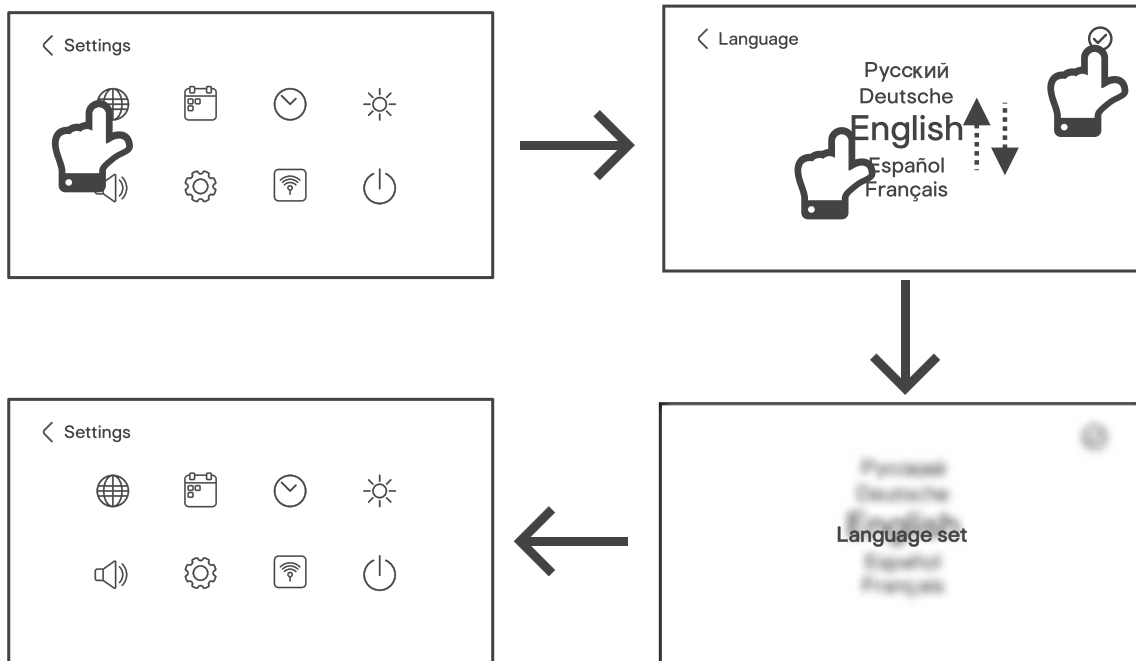 Settings
Language
Русский
Deutsche
English
Español
Français
Settings
Language set